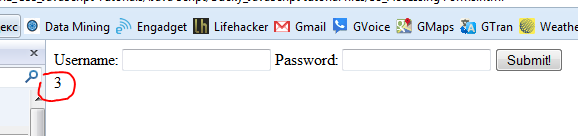 екс Data Mining Engadget Lifehacker Gmail GVoice GMaps GTran Weathe
Username: Password: Submit!
3